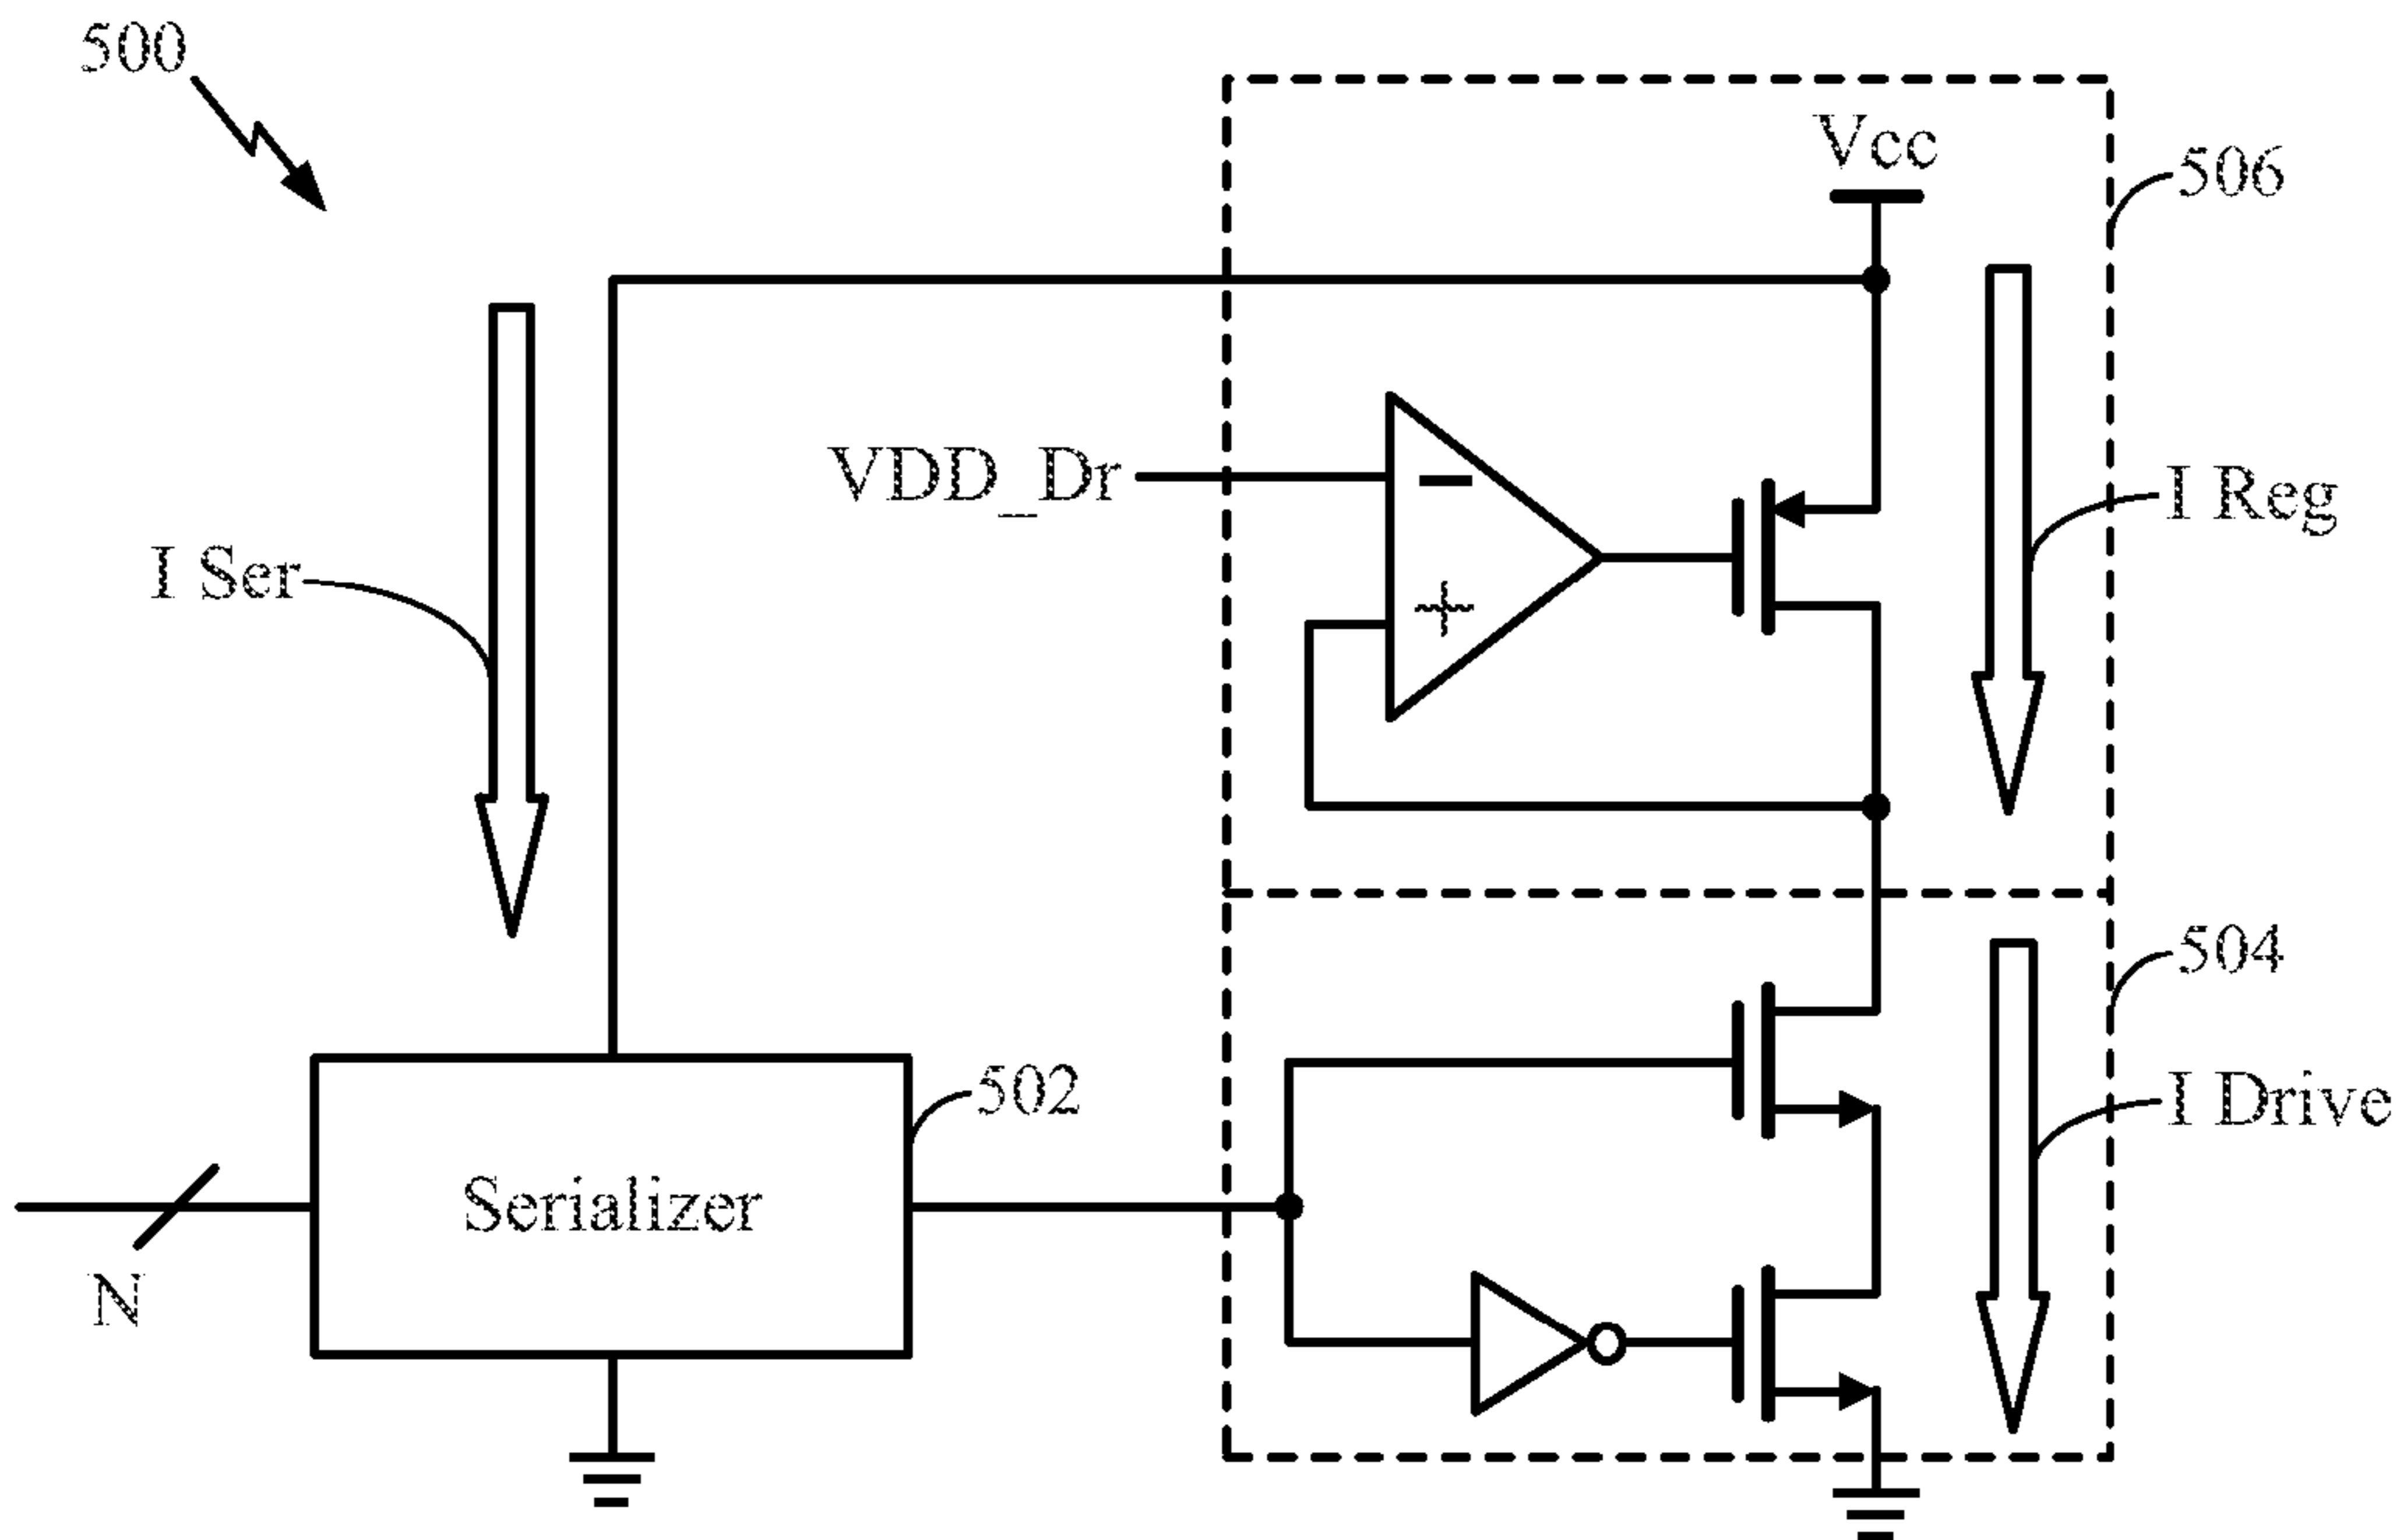 500
Vcc
506
VDD_Dr
−
+
I Reg
I Ser
504
502
I Drive
Serializer
N